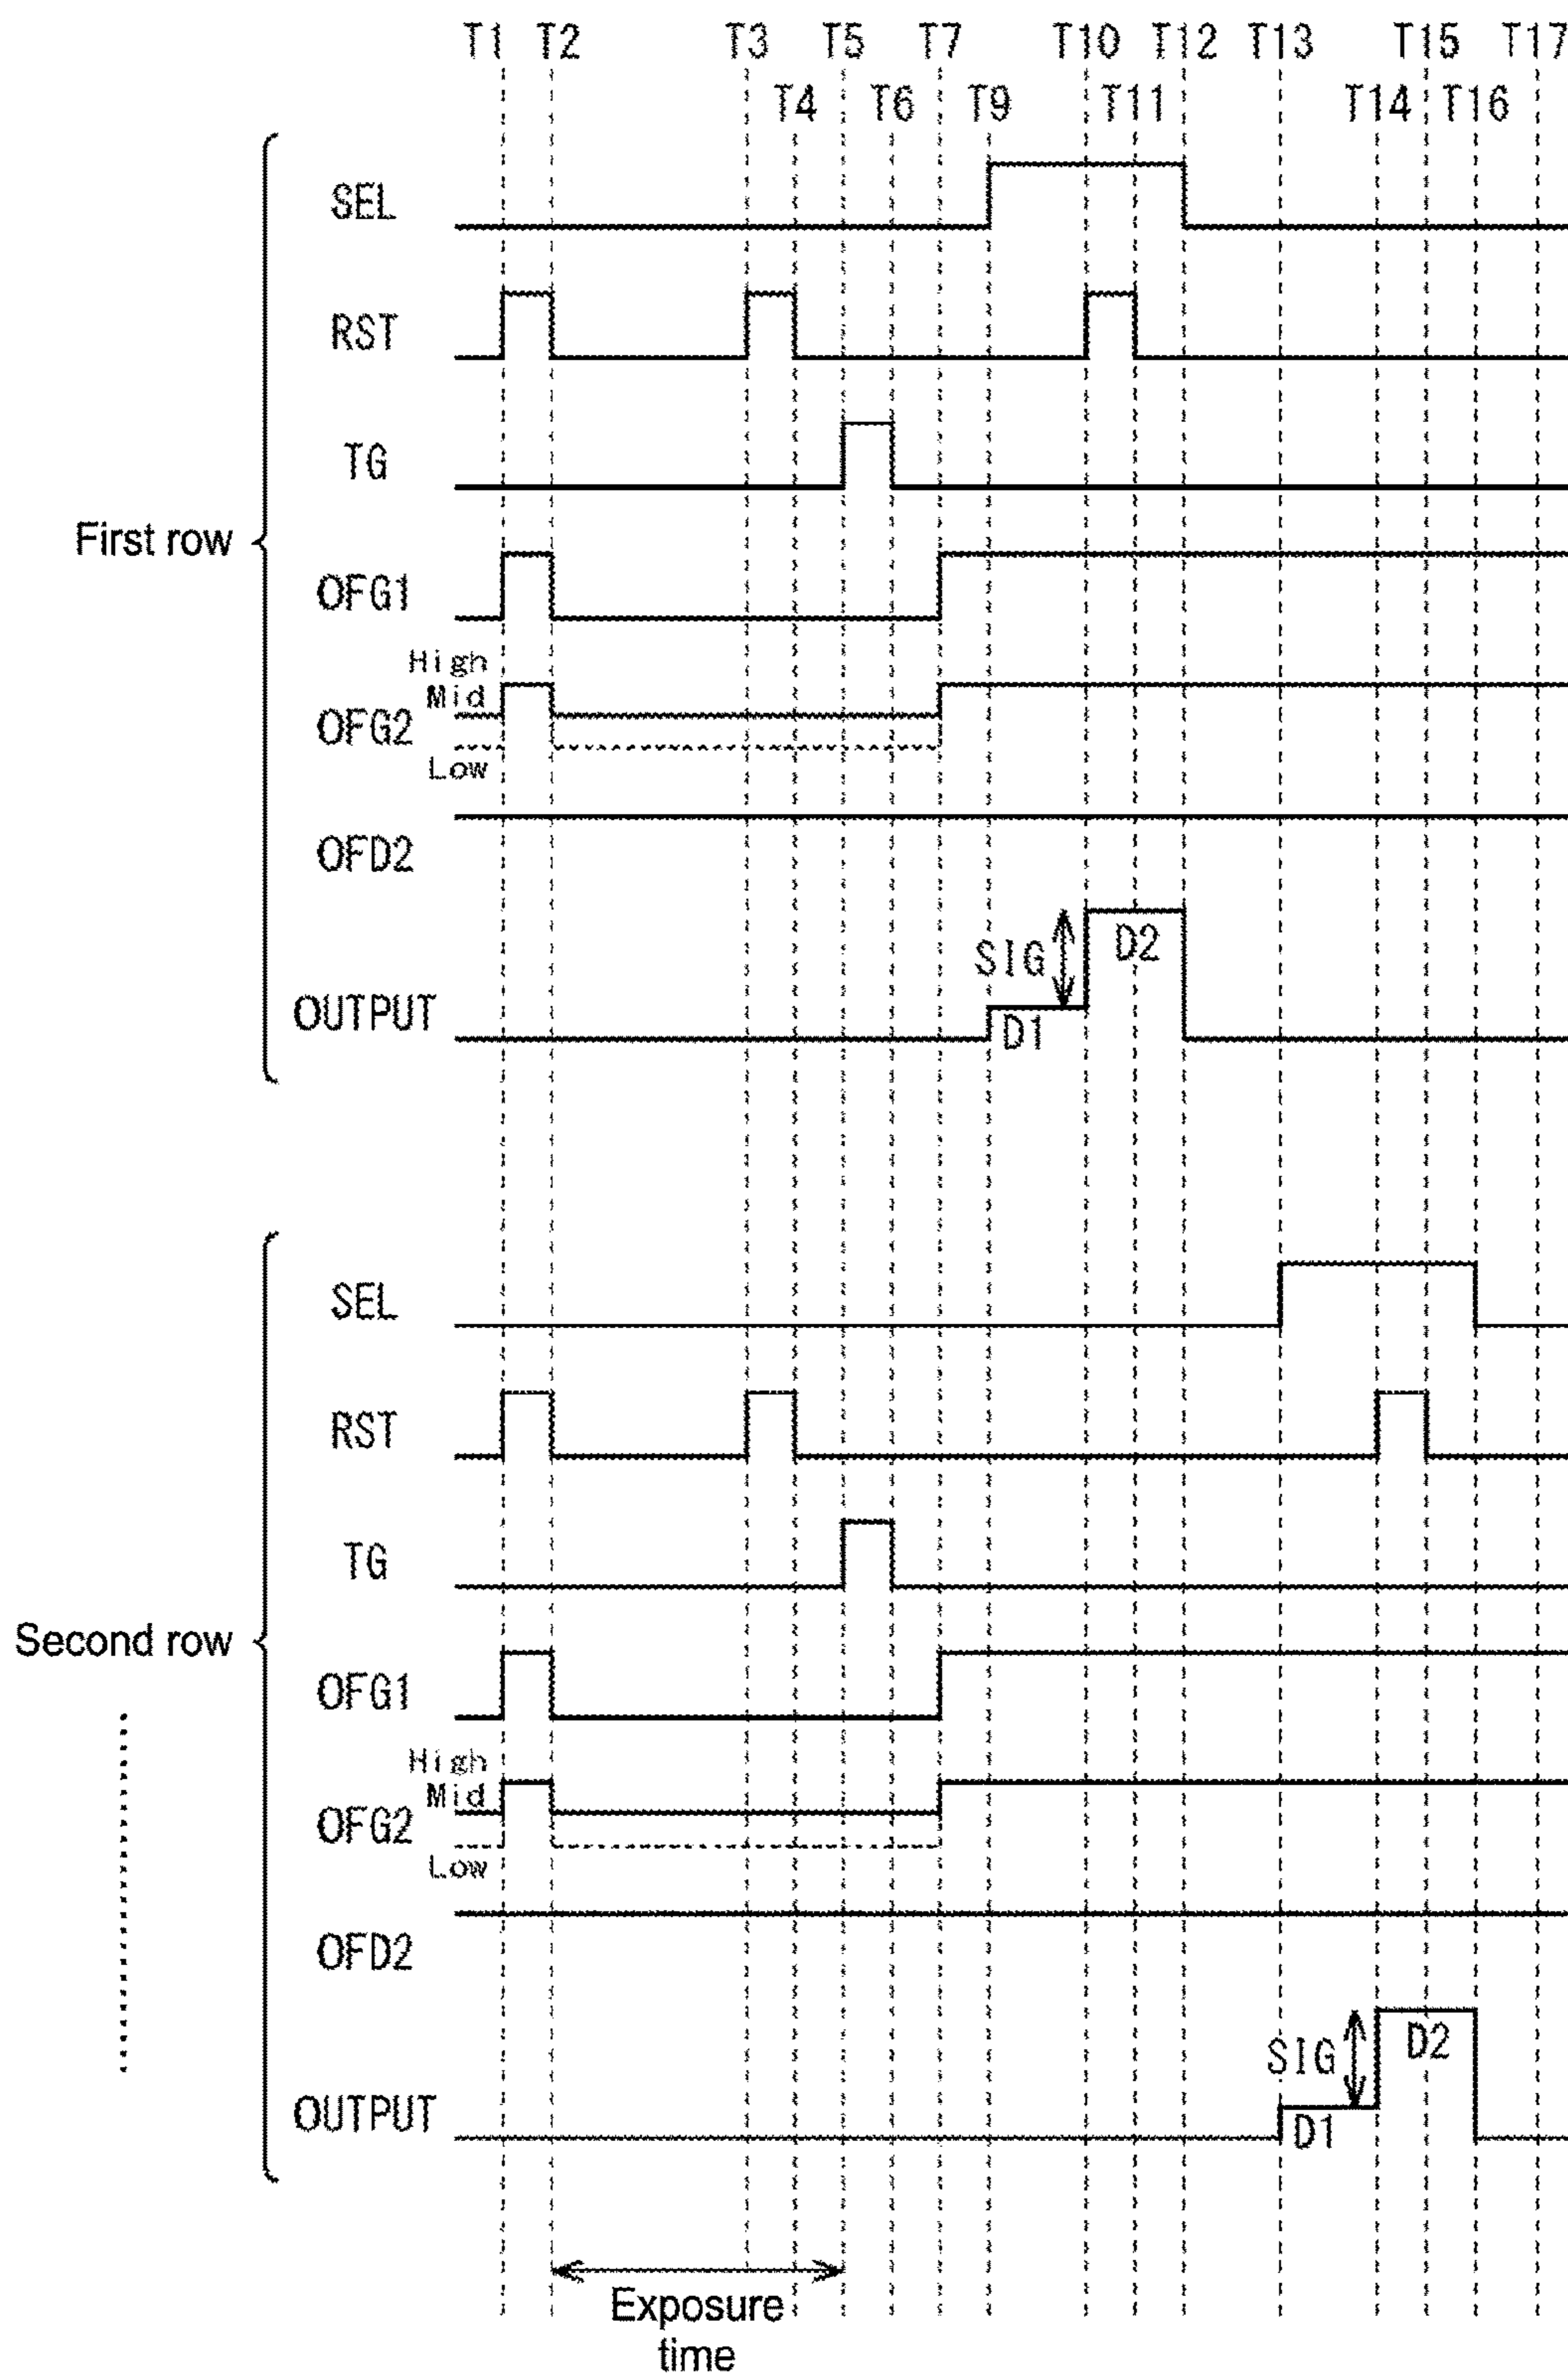 T1 T2 T3 T5 T7 T10 T12 T13 T15 T17
T4 T6 T9 T11 T14 T16
First row
SEL
RST
TG
OFG1
High
Mid
OFG2
Low
OFD2
SIG
D2
OUTPUT
D1
Second row
SEL
RST
TG
OFG1
High
Mid
OFG2
Low
OFD2
SIG
D2
OUTPUT
D1
Exposure
time